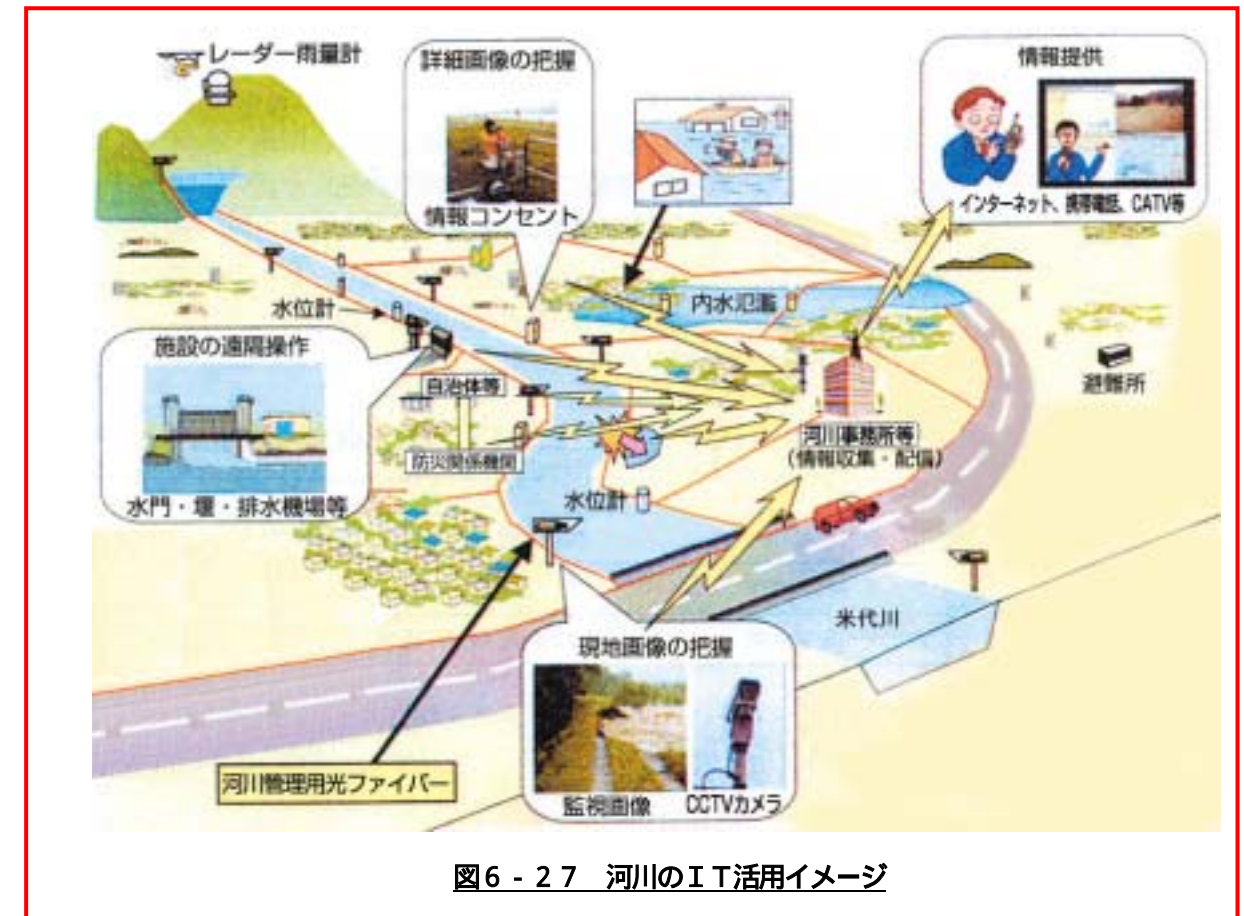 レーダー雨量計
詳細画像の把握
情報コンセント
情報提供
インターネット、携帯電話、CATV等
水位計
内水氾濫
施設の遠隔操作
水門・堰・排水機場等
自治体等
防災関係機関
避難所
河川事務所等
(情報収集・配信)
水位計
米代川
現地画像の把握
監視画像
CCTVカメラ
河川管理用光ファイバー
図6-27 河川のIT活用イメージ